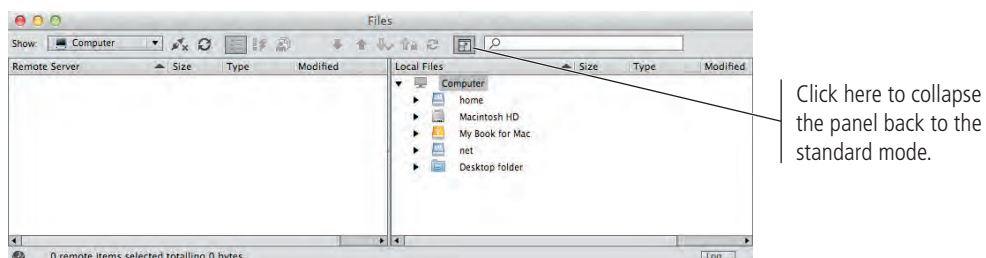 Files
Show: Computer
Remote Server Size Type Modified
Local Files Size Type Modified
Computer
home
Macintosh HD
My Book for Mac
net
Desktop folder
0 remote items selected totalling 0 bytes.
Log...
Click here to collapse
the panel back to the
standard mode.